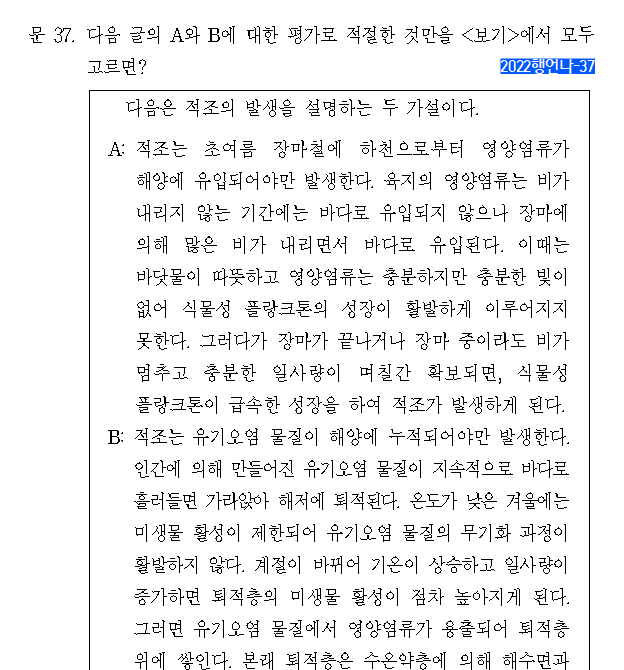 문 37. 다음 글의 A와 B에 대한 평가로 적절한 것만을 <보기>에서 모두
고르면?
2022행언나-37
다음은 적조의 발생을 설명하는 두 가설이다.
A: 적조는 초여름 장마철에 하천으로부터 영양염류가
해양에 유입되어야만 발생한다. 육지의 영양염류는 비가
내리지 않는 기간에는 바다로 유입되지 않으나 장마에
의해 많은 비가 내리면서 바다로 유입된다. 이때는
바닷물이 따뜻하고 영양염류는 충분하지만 충분한 빛이
없어 식물성 플랑크톤의 성장이 활발하게 이루어지지
못한다. 그러다가 장마가 끝나거나 장마 중이라도 비가
멈추고 충분한 일사량이 며칠간 확보되면, 식물성
플랑크톤이 급속한 성장을 하여 적조가 발생하게 된다.
B: 적조는 유기오염 물질이 해양에 누적되어야만 발생한다.
인간에 의해 만들어진 유기오염 물질이 지속적으로 바다로
흘러들면 가라앉아 해저에 퇴적된다. 온도가 낮은 겨울에는
미생물 활성이 제한되어 유기오염 물질의 무기화 과정이
활발하지 않다. 계절이 바뀌어 기온이 상승하고 일사량이
증가하면 퇴적층의 미생물 활성이 점차 높아지게 된다.
그러면 유기오염 물질에서 영양염류가 용출되어 퇴적층
위에 쌓인다. 본래 퇴적층은 수온약층에 의해 해수면과